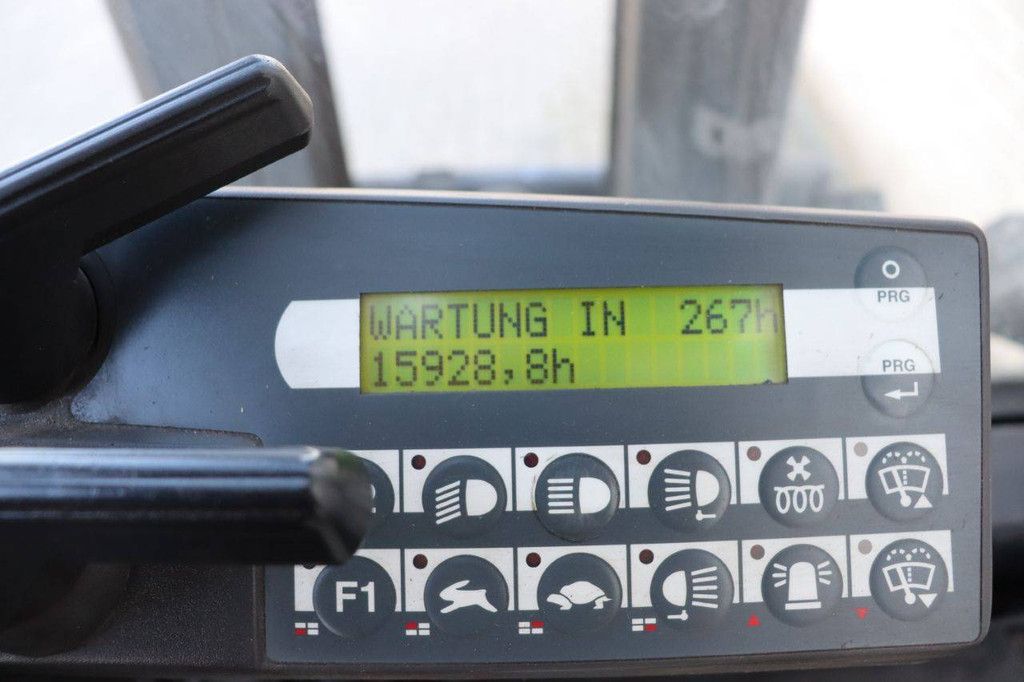 PRG
WARTUNG IN 267h
15928,8h
PRG
F1